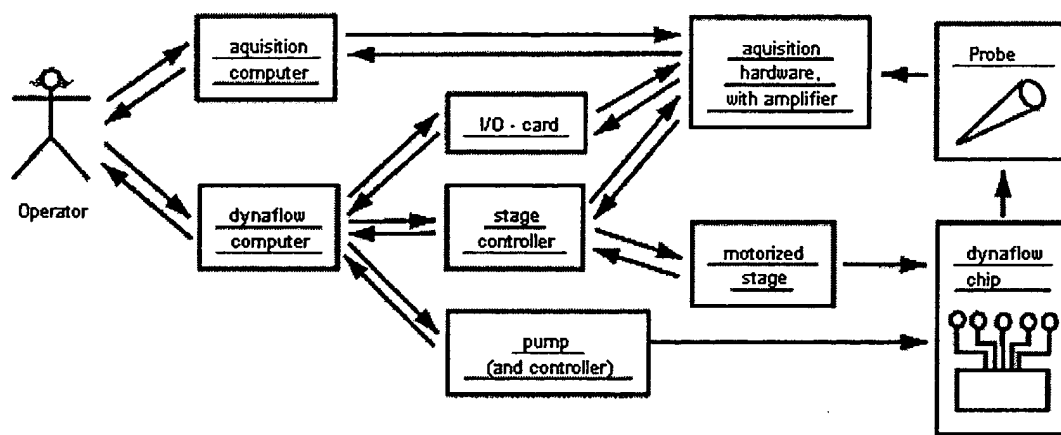 aquisition
computer
aquisition
hardware,
with amplifier
Probe
I/O - card
Operator
dynaflow
computer
stage
controller
motorized
stage
dynaflow
chip
pump
(and controller)